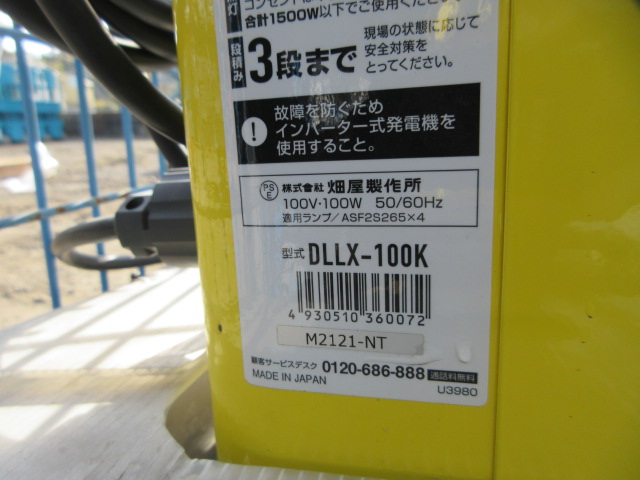 合計1500W以下でご使用ください。
段積み 3段まで
現場の状態に応じて
安全対策を
とってください。
! 故障を防ぐため
インバーター式発電機を
使用すること。
PS E 株式会社 畑屋製作所
100V・100W 50/60Hz
適用ランプ/ASF2S265×4
型式 DLLX-100K
4 930510 360072
M2121-NT
顧客サービスデスク 0120-686-888 通話料無料
MADE IN JAPAN
U3980